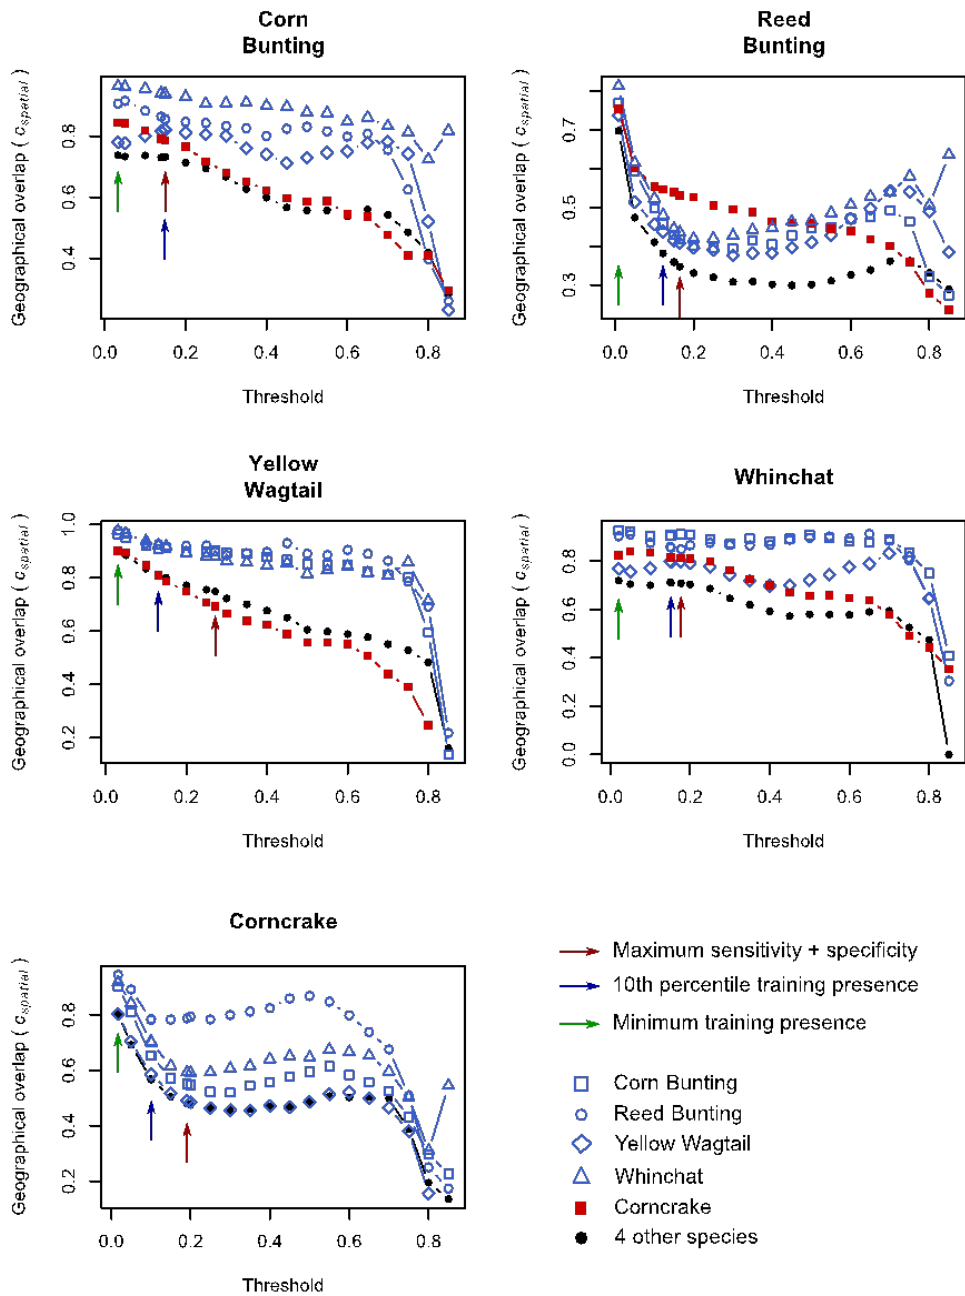 Corn
Bunting
Geographical overlap ( c_spatial )
0.8
0.6
0.4
0.0 0.2 0.4 0.6 0.8
Threshold
Reed
Bunting
Geographical overlap ( c_spatial )
0.7
0.5
0.3
0.0 0.2 0.4 0.6 0.8
Threshold
Yellow
Wagtail
Geographical overlap ( c_spatial )
1.0
0.8
0.6
0.4
0.2
0.0 0.2 0.4 0.6 0.8
Threshold
Whinchat
Geographical overlap ( c_spatial )
0.8
0.6
0.4
0.2
0.0
0.0 0.2 0.4 0.6 0.8
Threshold
Corncrake
Geographical overlap ( c_spatial )
0.8
0.6
0.4
0.2
0.0 0.2 0.4 0.6 0.8
Threshold
Maximum sensitivity + specificity
10th percentile training presence
Minimum training presence
Corn Bunting
Reed Bunting
Yellow Wagtail
Whinchat
Corncrake
4 other species